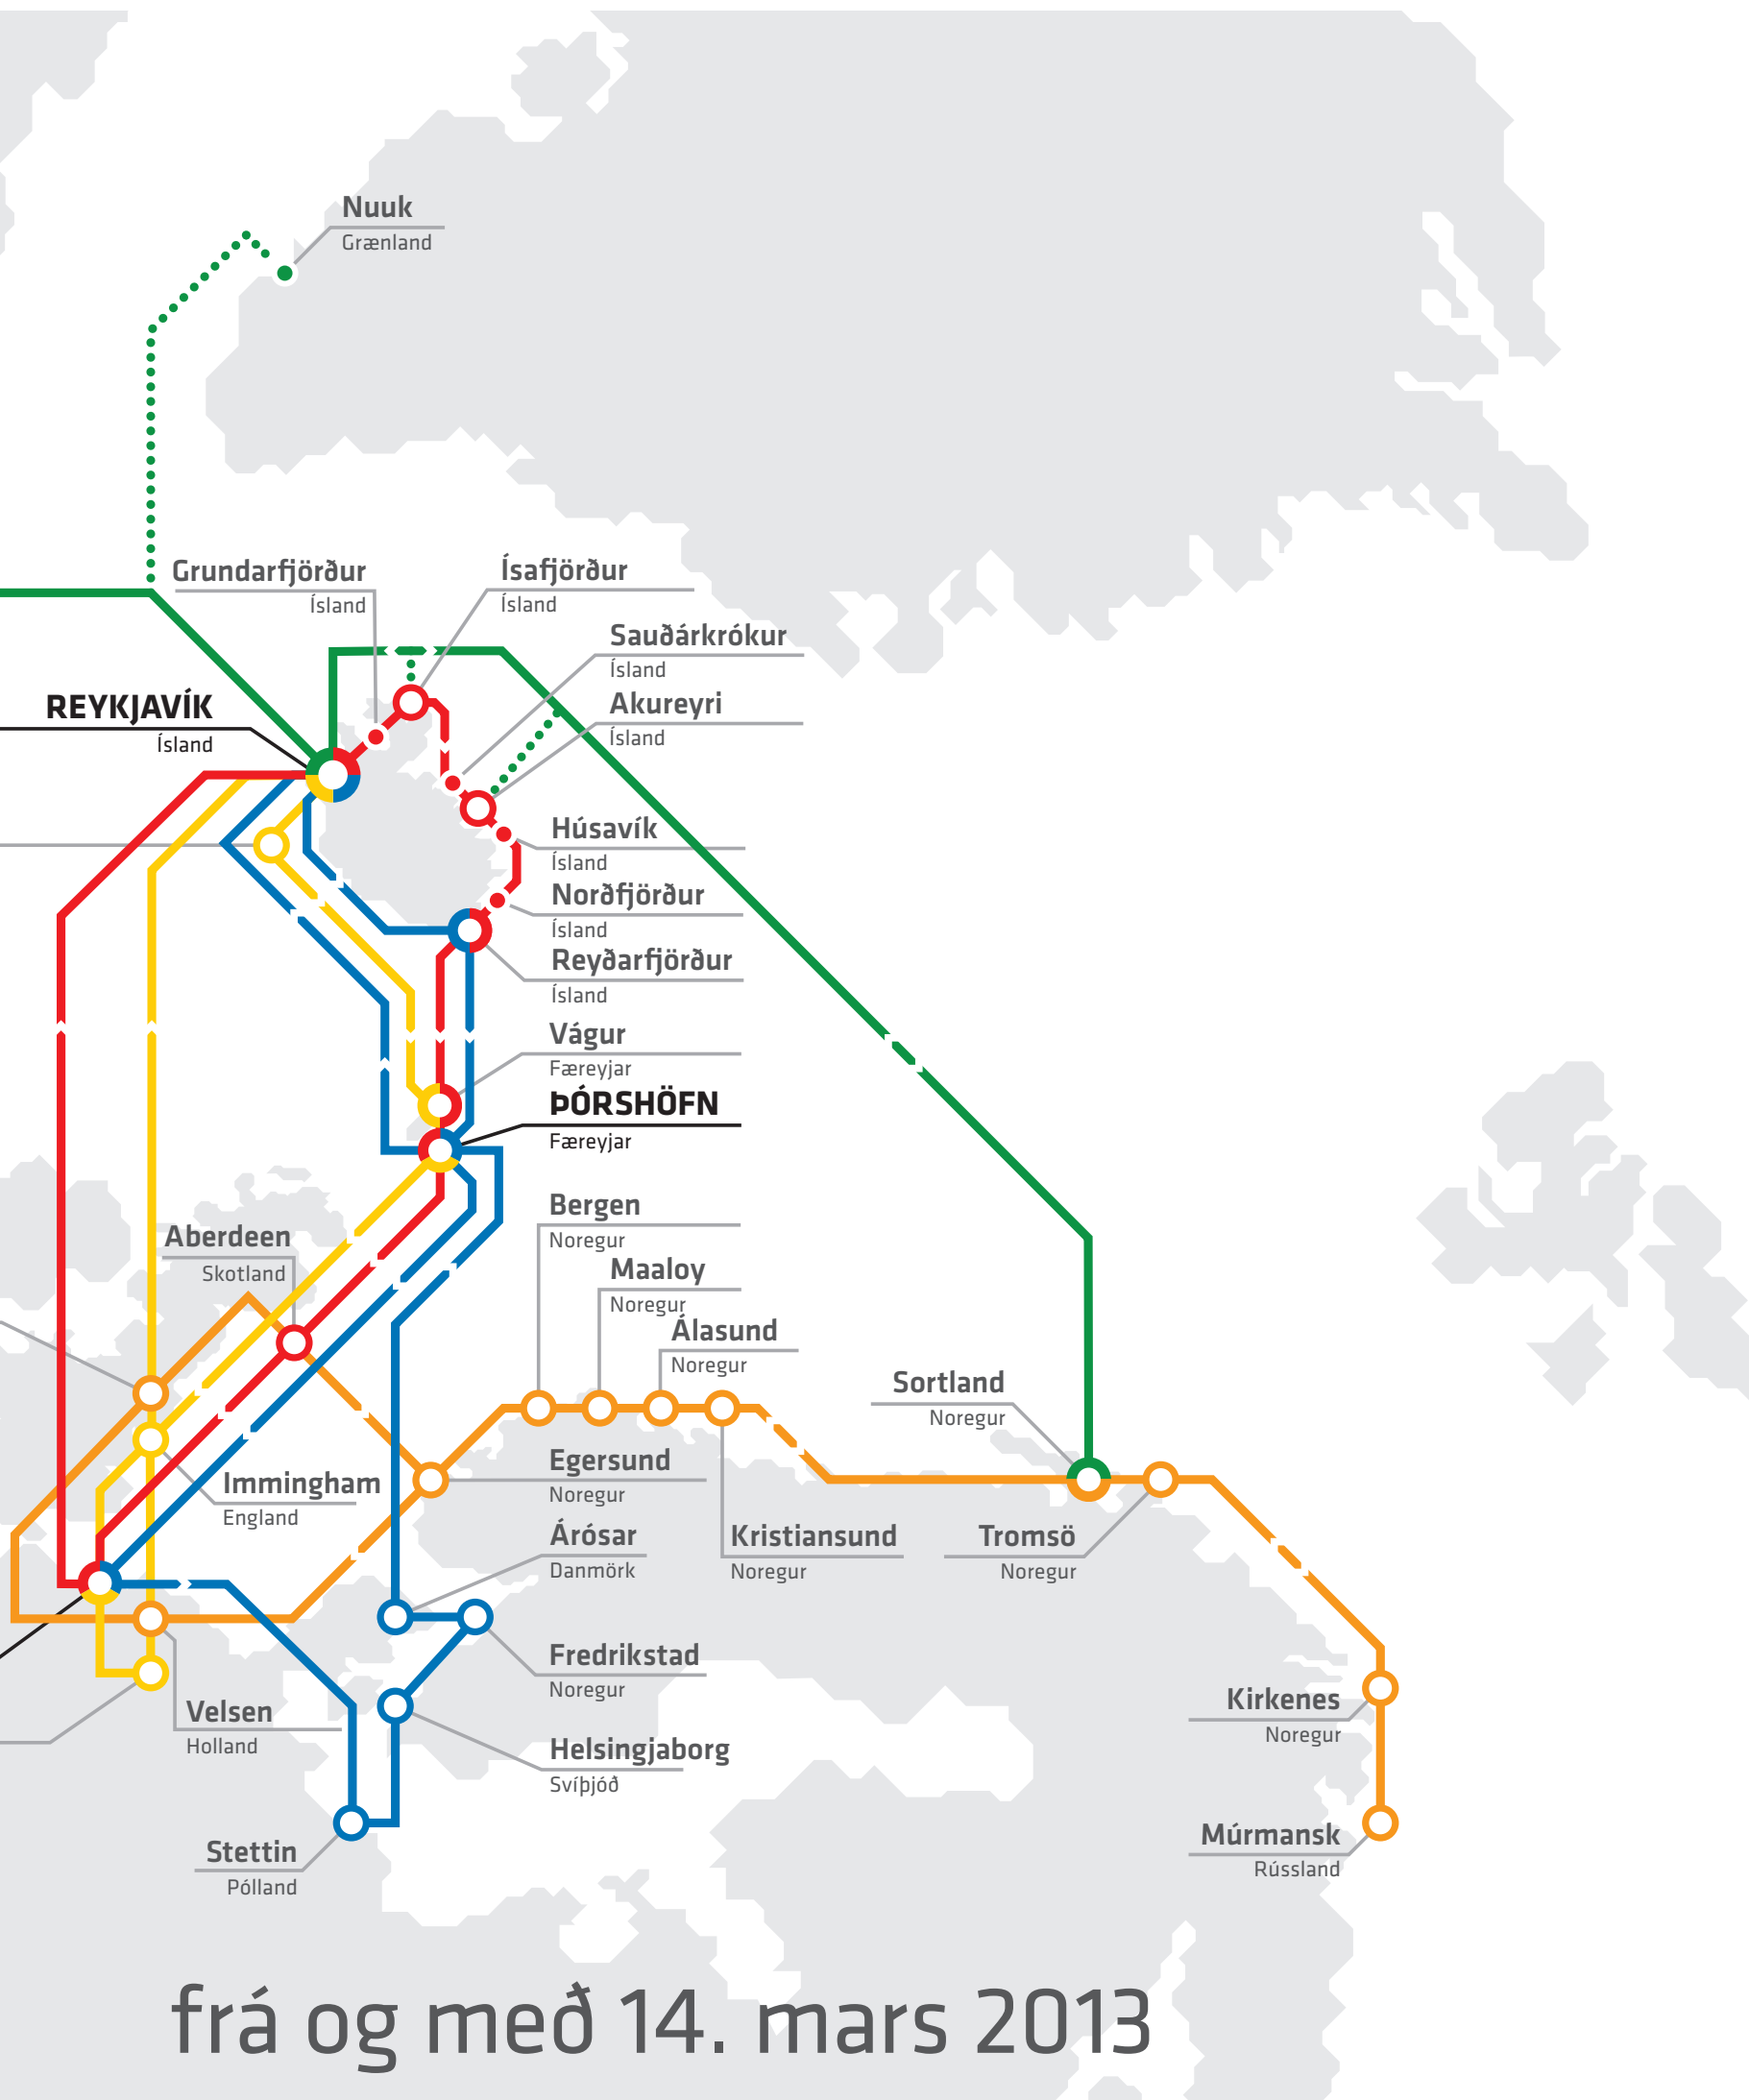 Nuuk
Grænland
Grundarfjörður
Ísland
Ísafjörður
Ísland
Sauðárkrókur
Ísland
REYKJAVÍK
Ísland
Akureyri
Ísland
Húsavík
Ísland
Norðfjörður
Ísland
Reyðarfjörður
Ísland
Vágur
Færeyjar
ÞÓRSHÖFN
Færeyjar
Bergen
Noregur
Aberdeen
Skotland
Maaloy
Noregur
Álasund
Noregur
Sortland
Noregur
Egersund
Noregur
Immingham
England
Árósar
Danmörk
Kristiansund
Noregur
Tromsö
Noregur
Fredrikstad
Noregur
Velsen
Holland
Kirkenes
Noregur
Helsingjaborg
Svíþjóð
Stettin
Pólland
Múrmansk
Rússland
frá og með 14. mars 2013